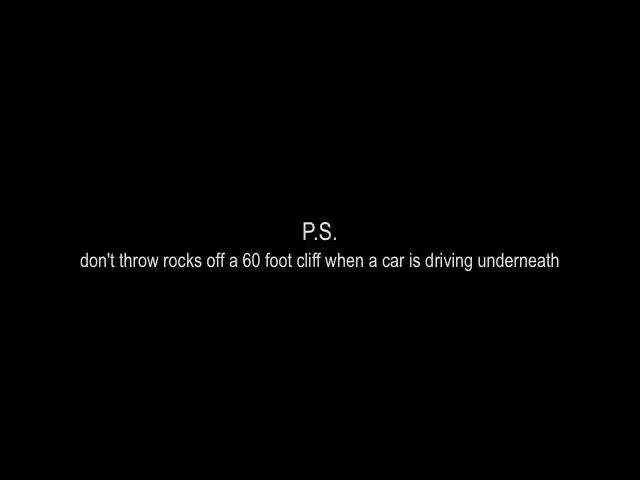 P.S.
don't throw rocks off a 60 foot cliff when a car is driving underneath